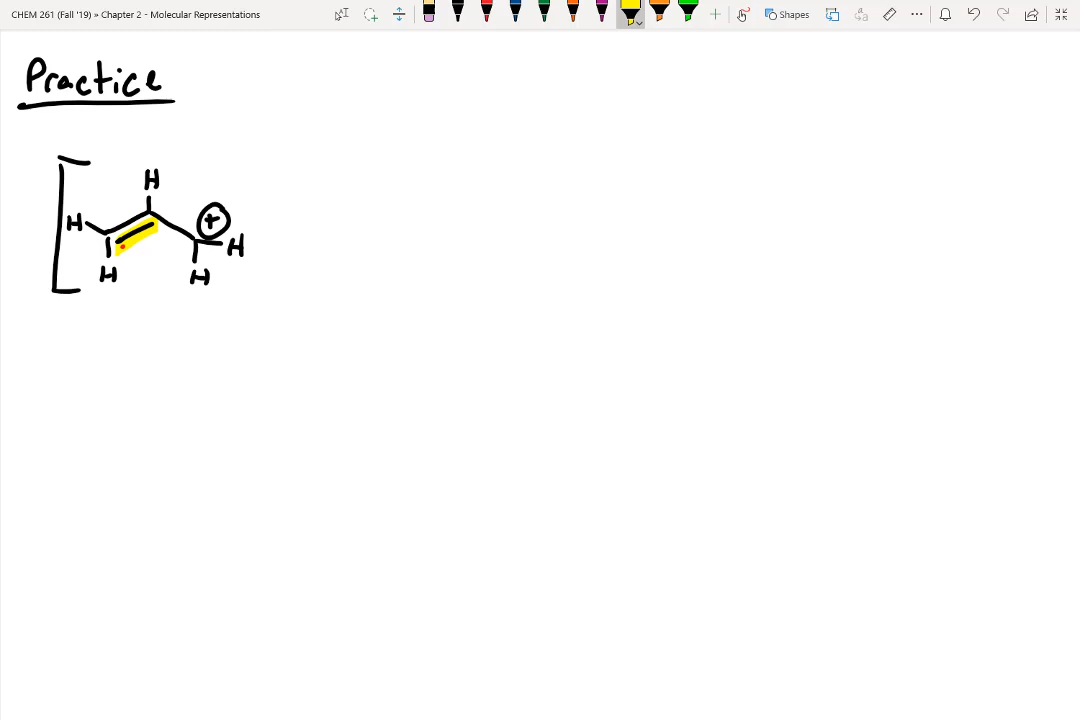 CHEM 261 (Fall '19) » Chapter 2 - Molecular Representations
Shapes
Practice
H
H
+
H
H
H